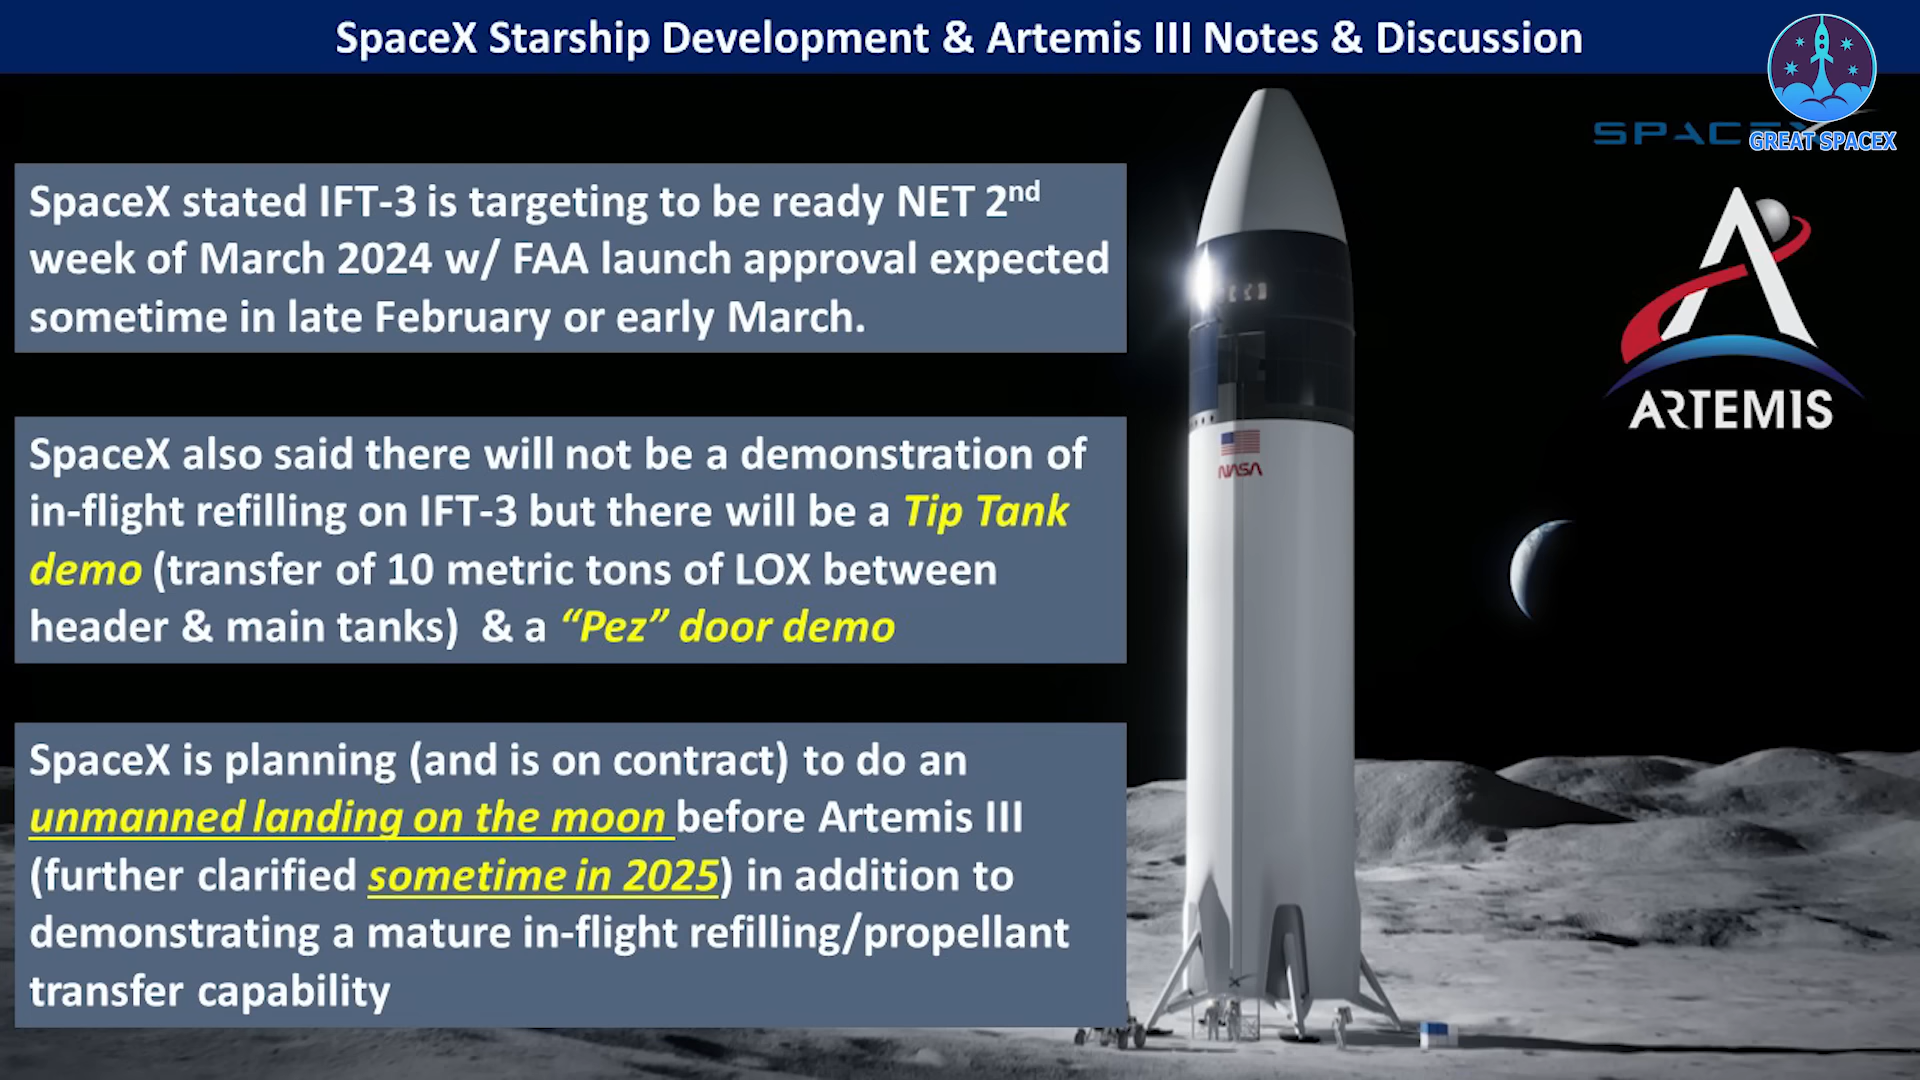 SpaceX Starship Development & Artemis III Notes & Discussion
SPACEX
GREAT SPACEX
SpaceX stated IFT-3 is targeting to be ready NET 2nd
week of March 2024 w/ FAA launch approval expected
sometime in late February or early March.
ARTEMIS
NASA
SpaceX also said there will not be a demonstration of
in-flight refilling on IFT-3 but there will be a Tip Tank
demo (transfer of 10 metric tons of LOX between
header & main tanks) & a “Pez” door demo
SpaceX is planning (and is on contract) to do an
unmanned landing on the moon before Artemis III
(further clarified sometime in 2025) in addition to
demonstrating a mature in-flight refilling/propellant
transfer capability